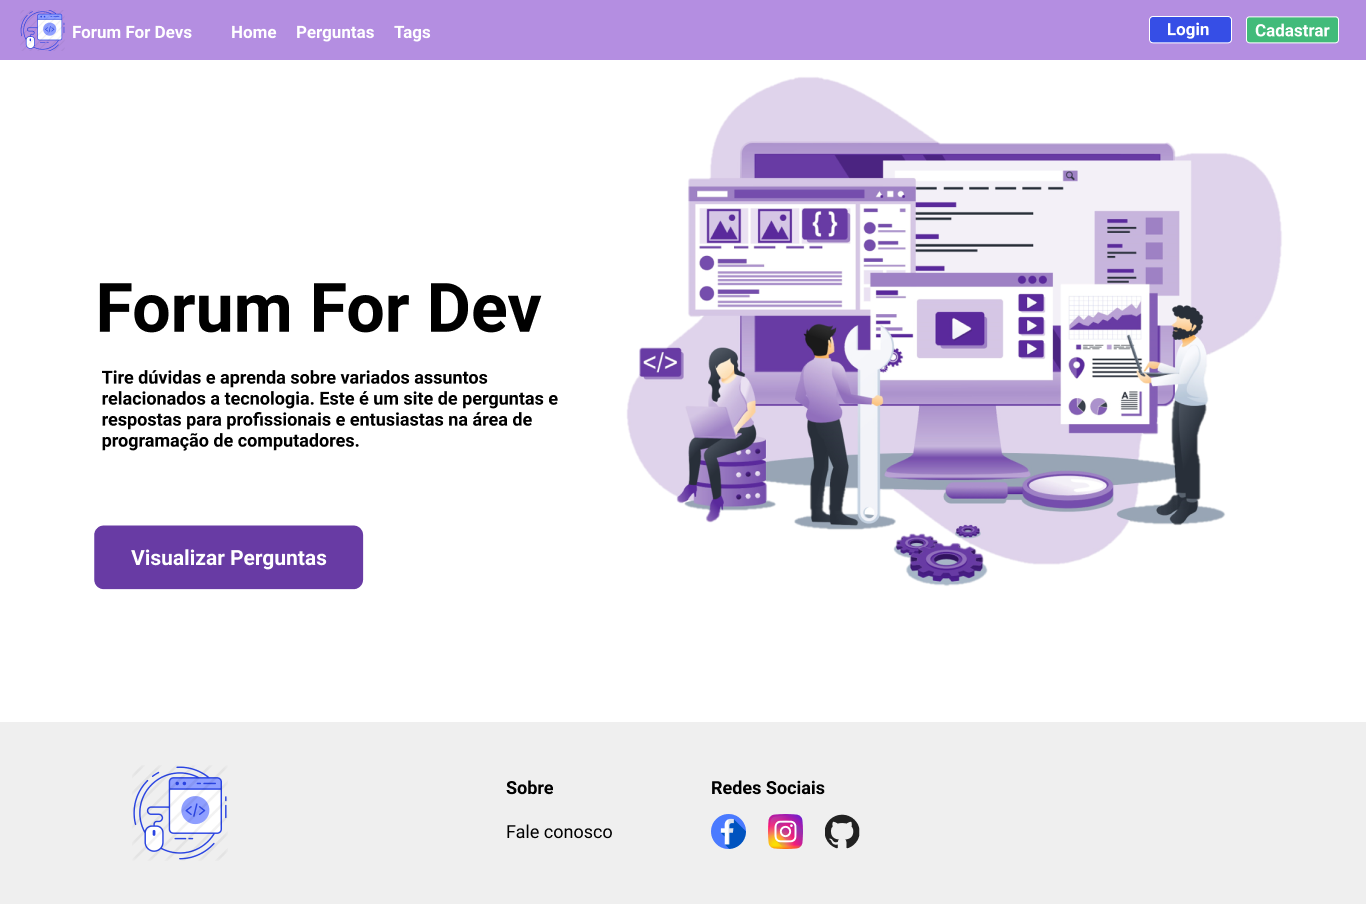 Forum For Devs
Home
Perguntas
Tags
Login
Cadastrar
Forum For Dev
Tire dúvidas e aprenda sobre variados assuntos
relacionados a tecnologia. Este é um site de perguntas e
respostas para profissionais e entusiastas na área de
programação de computadores.
{}
</>
A
Visualizar Perguntas
</>
Sobre
Redes Sociais
Fale conosco